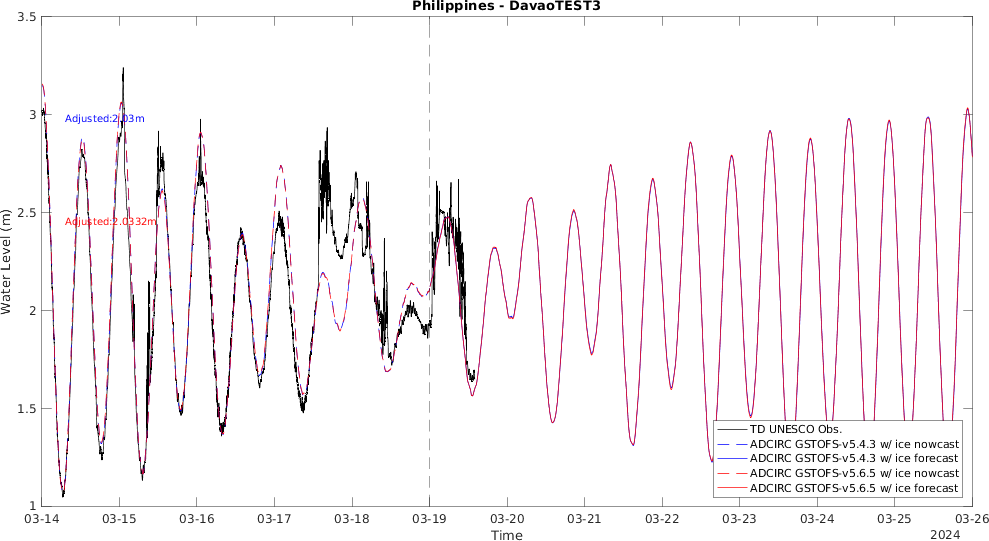 Philippines - DavaoTEST3
3.5
3
2.5
2
1.5
1
Water Level (m)
Adjusted:2.03m
Adjusted:2.0332m
TD UNESCO Obs.
ADCIRC GSTOFS-v5.4.3 w/ ice nowcast
ADCIRC GSTOFS-v5.4.3 w/ ice forecast
ADCIRC GSTOFS-v5.6.5 w/ ice nowcast
ADCIRC GSTOFS-v5.6.5 w/ ice forecast
03-14 03-15 03-16 03-17 03-18 03-19 03-20 03-21 03-22 03-23 03-24 03-25 03-26
Time
2024